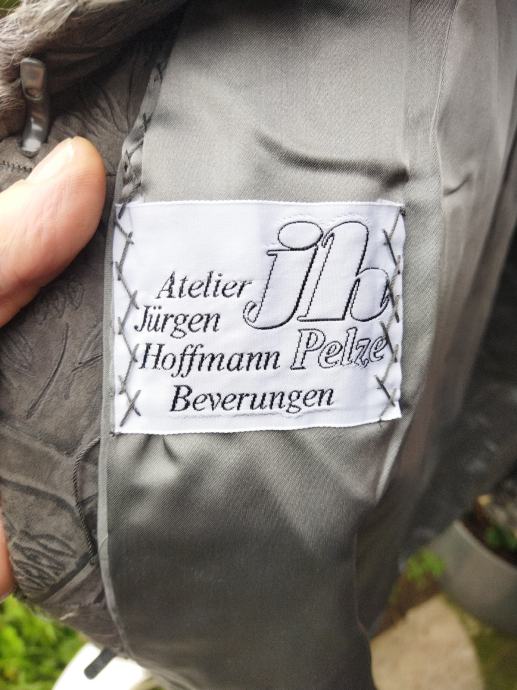 jh
Atelier
Jürgen
Hoffmann Pelze
Beverungen